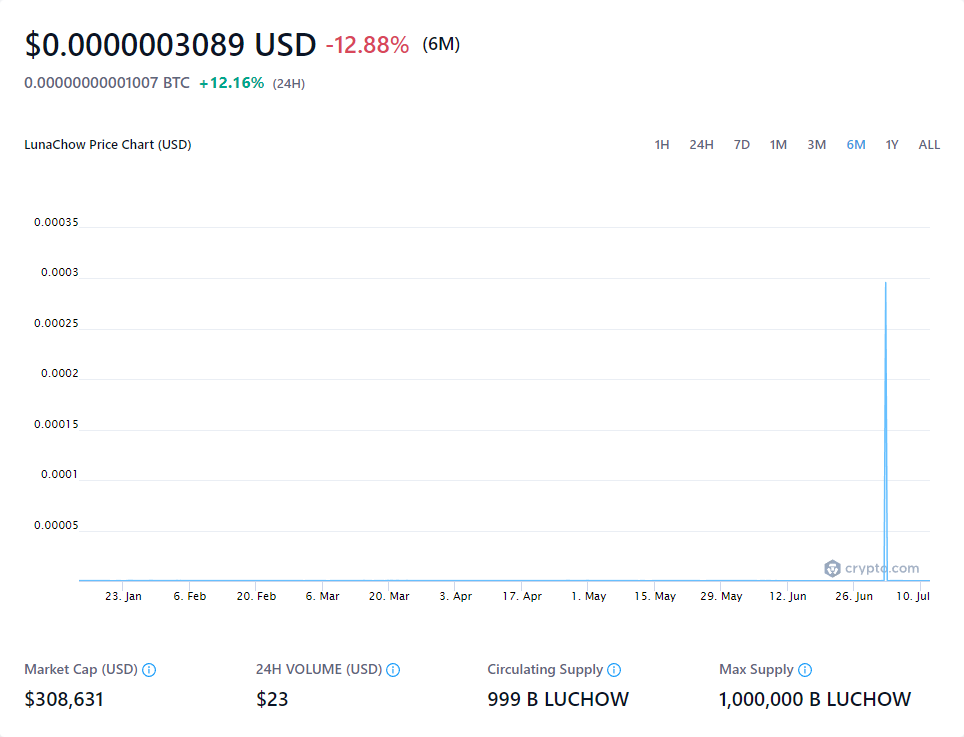 $0.0000003089 USD -12.88% (6M)
0.00000000001007 BTC +12.16% (24H)
LunaChow Price Chart (USD) 1H 24H 7D 1M 3M 6M 1Y ALL
0.00035
0.0003
0.00025
0.0002
0.00015
0.0001
0.00005
crypto.com
23. Jan 6. Feb 20. Feb 6. Mar 20. Mar 3. Apr 17. Apr 1. May 15. May 29. May 12. Jun 26. Jun 10. Jul
Market Cap (USD) 24H VOLUME (USD) Circulating Supply Max Supply
$308,631 $23 999 B LUCHOW 1,000,000 B LUCHOW